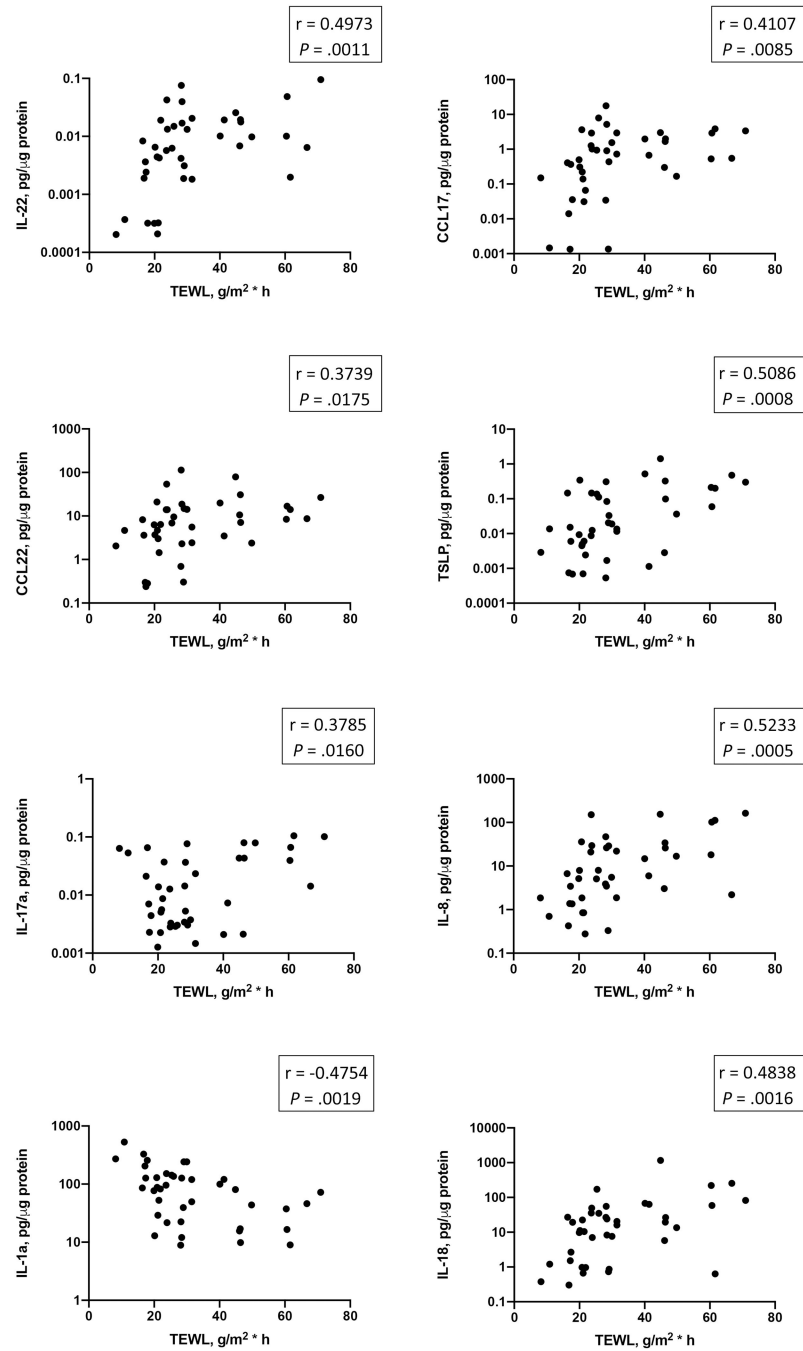 r = 0.4973
P = .0011
IL-22, pg/μg protein
0.1
0.01
0.001
0.0001
0 20 40 60 80
TEWL, g/m² * h
r = 0.4107
P = .0085
CCL17, pg/μg protein
100
10
1
0.1
0.01
0.001
0 20 40 60 80
TEWL, g/m² * h
r = 0.3739
P = .0175
CCL22, pg/μg protein
1000
100
10
1
0.1
0 20 40 60 80
TEWL, g/m² * h
r = 0.5086
P = .0008
TSLP, pg/μg protein
10
1
0.1
0.01
0.001
0.0001
0 20 40 60 80
TEWL, g/m² * h
r = 0.3785
P = .0160
IL-17a, pg/μg protein
1
0.1
0.01
0.001
0 20 40 60 80
TEWL, g/m² * h
r = 0.5233
P = .0005
IL-8, pg/μg protein
1000
100
10
1
0.1
0 20 40 60 80
TEWL, g/m² * h
r = -0.4754
P = .0019
IL-1a, pg/μg protein
1000
100
10
1
0 20 40 60 80
TEWL, g/m² * h
r = 0.4838
P = .0016
IL-18, pg/μg protein
10000
1000
100
10
1
0.1
0 20 40 60 80
TEWL, g/m² * h